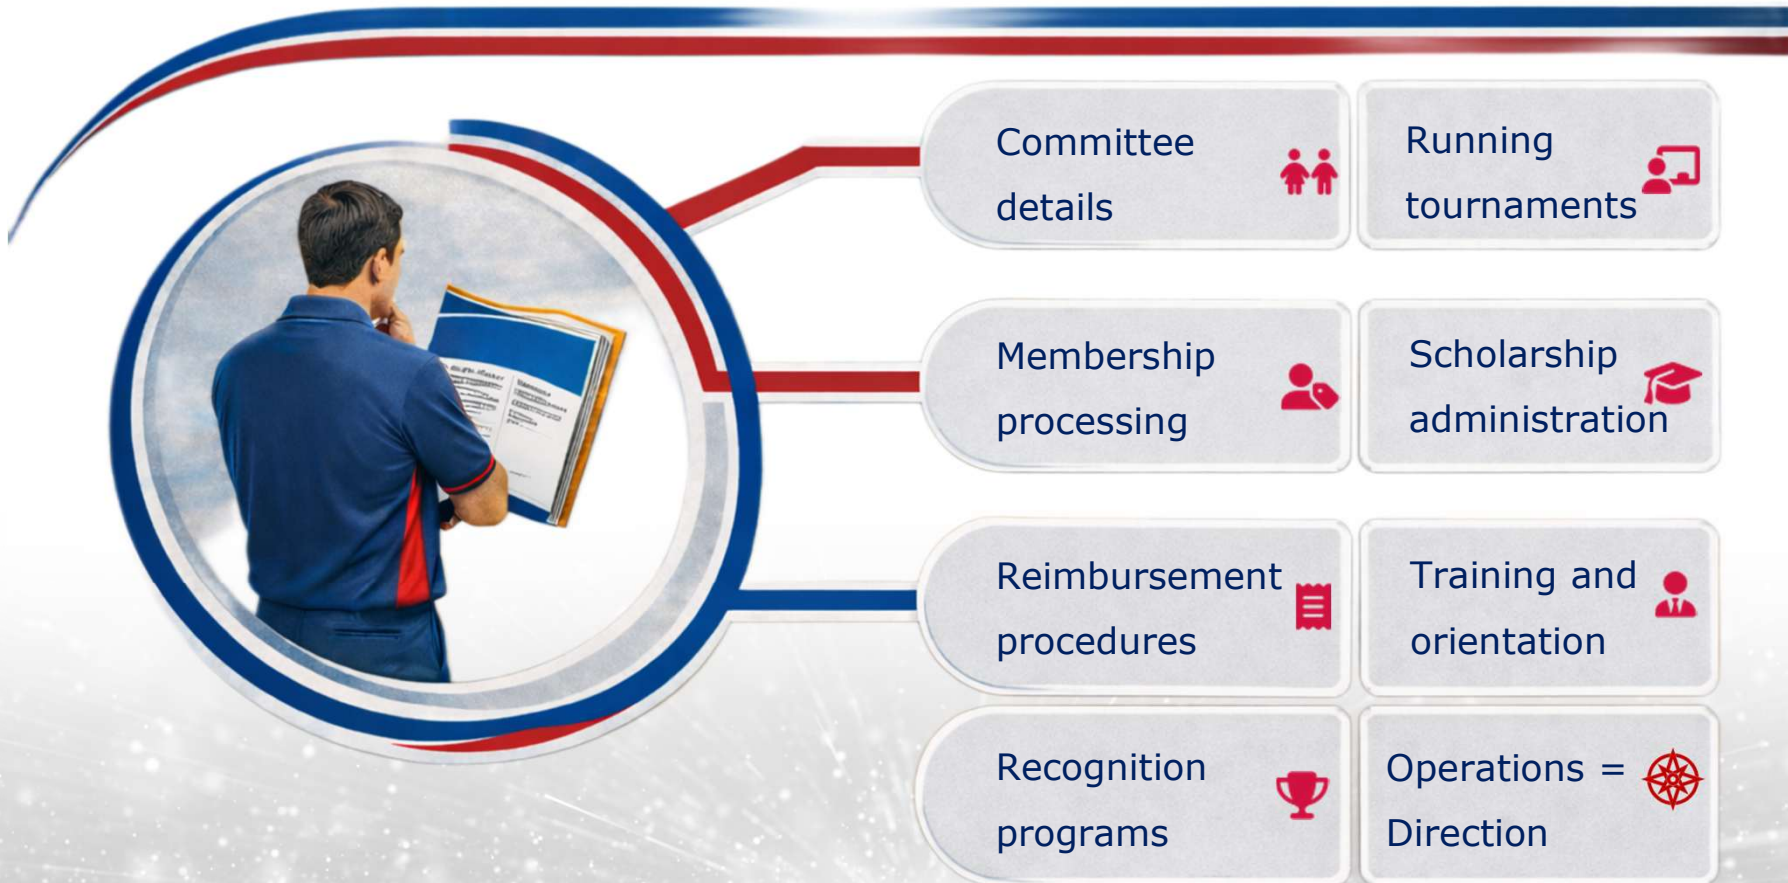 Committee
details
Running
tournaments
Membership
processing
Scholarship
administration
Reimbursement
procedures
Training and
orientation
Recognition
programs
Operations =
Direction